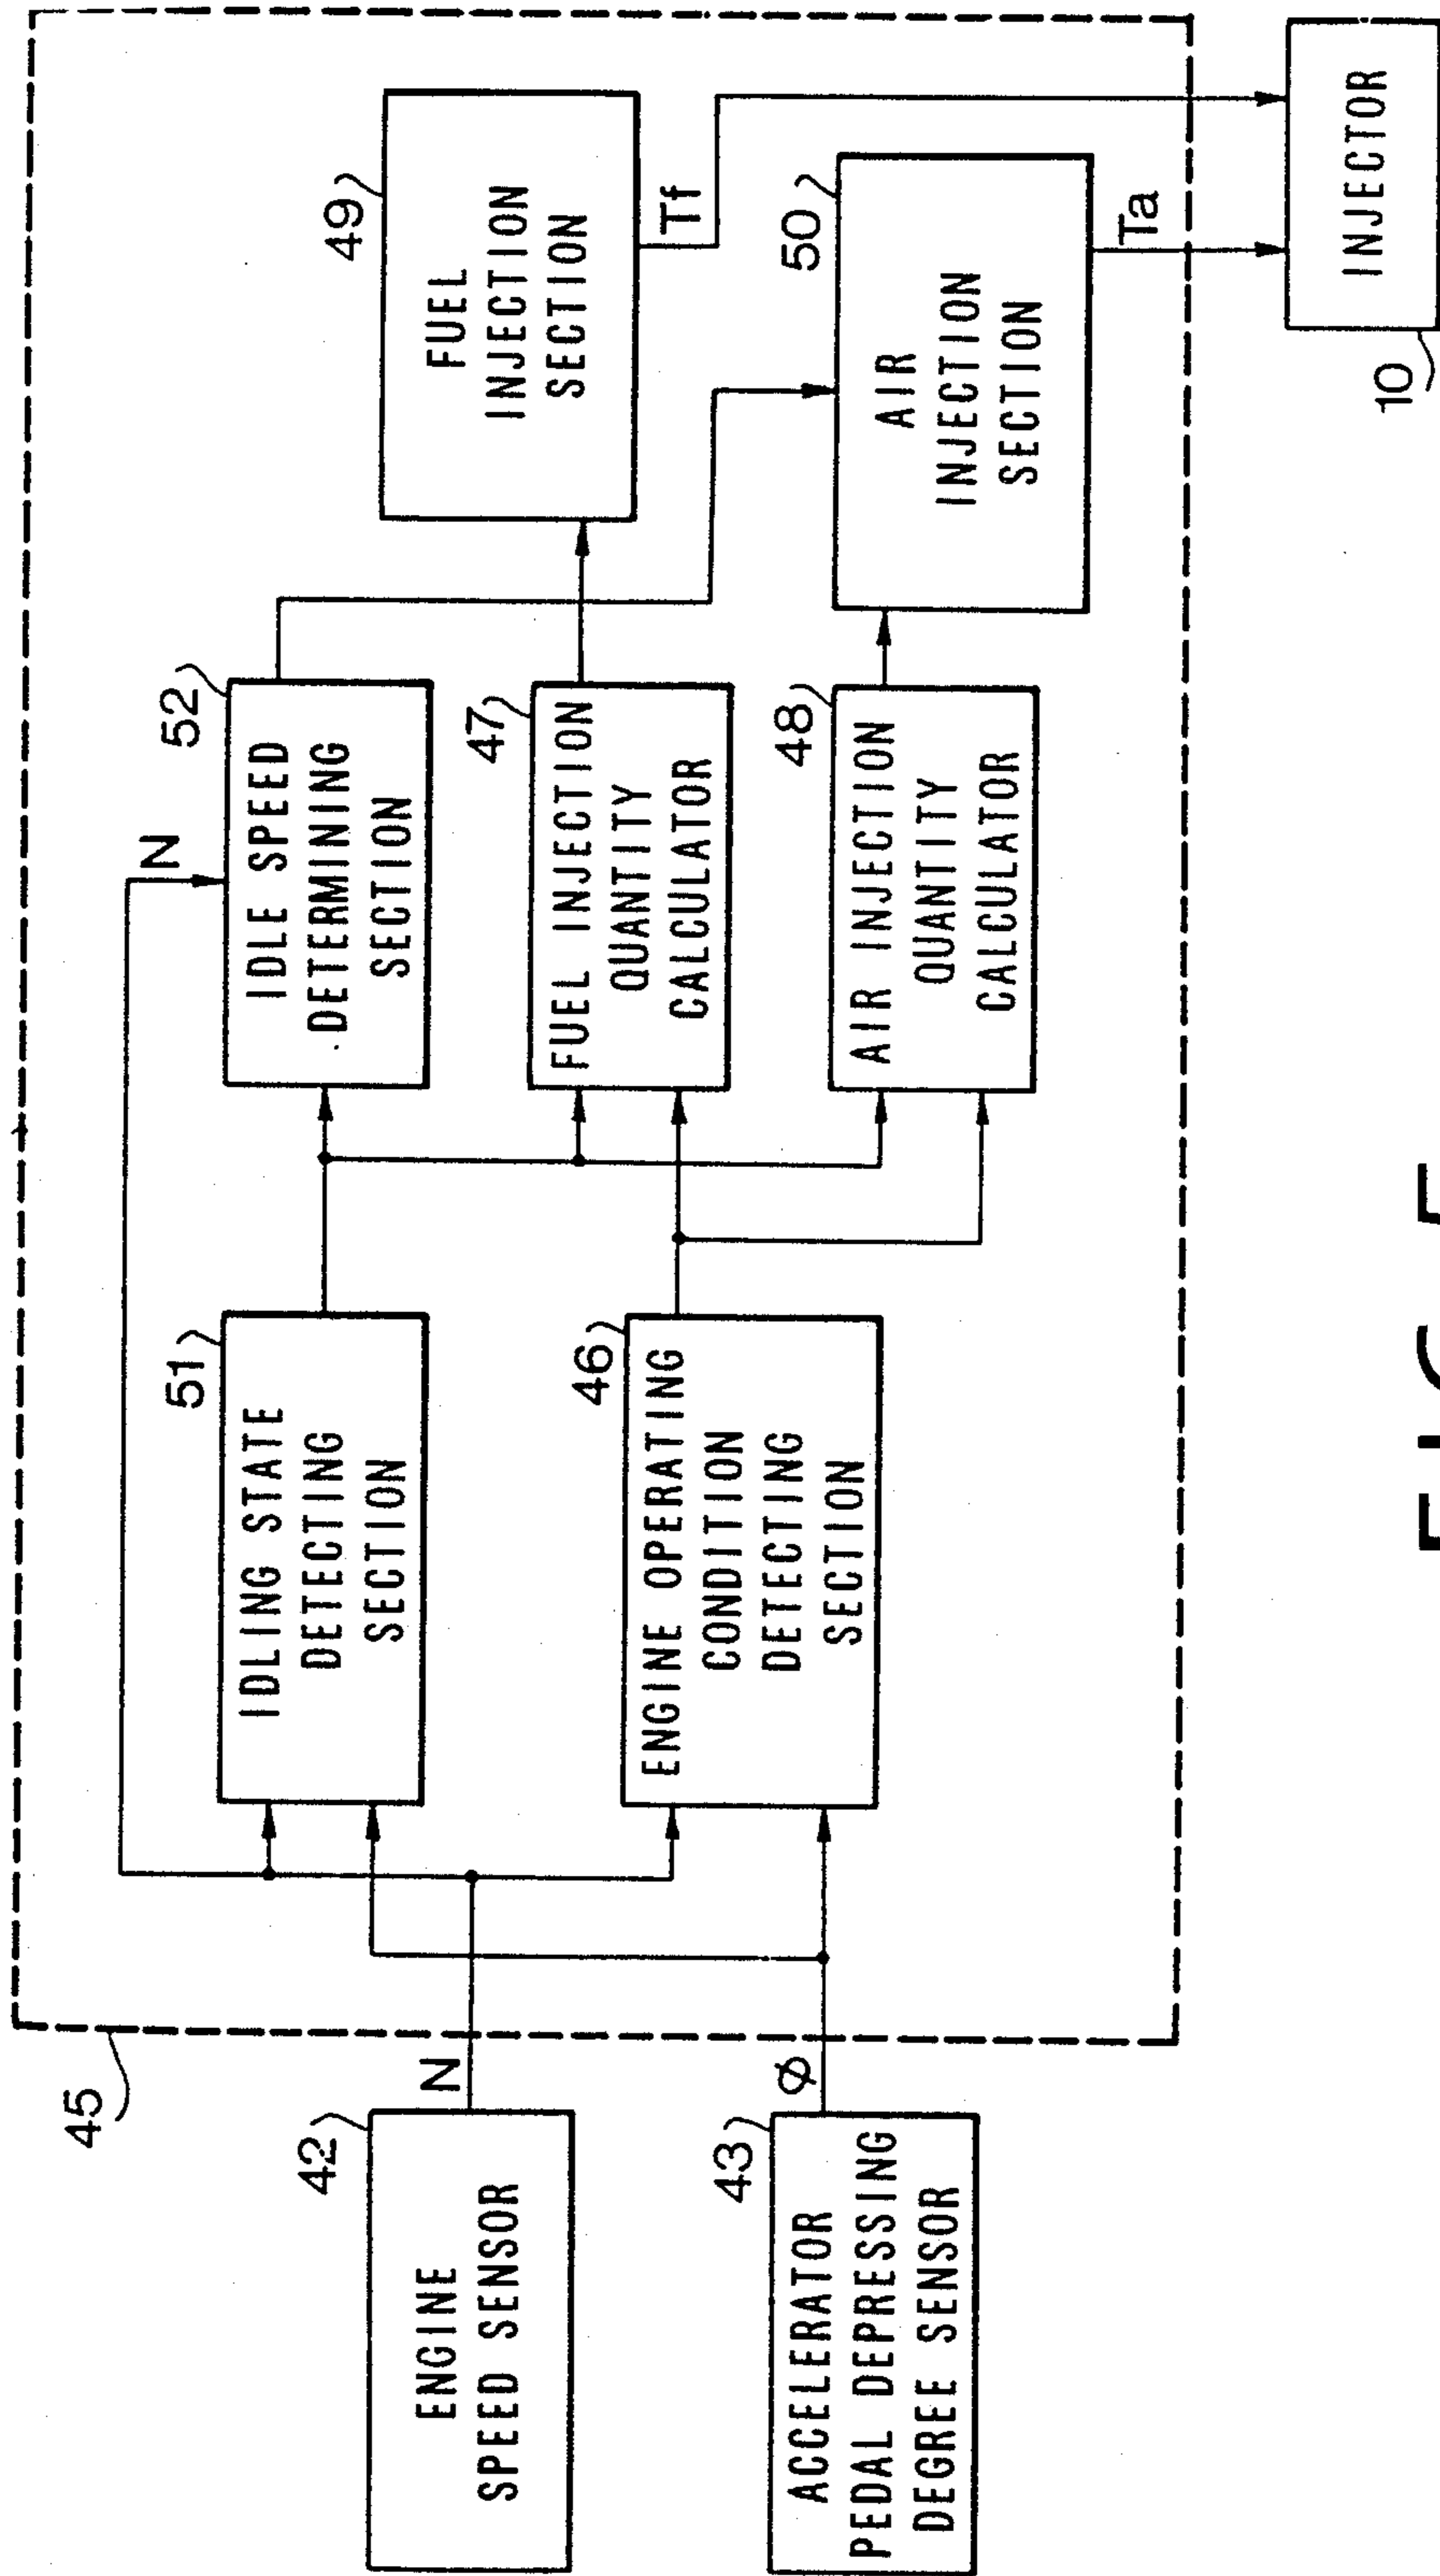 45
42
ENGINE
SPEED SENSOR
N
43
ACCELERATOR
PEDAL DEPRESSING
DEGREE SENSOR
Ø
51
IDLING STATE
DETECTING
SECTION
46
ENGINE OPERATING
CONDITION
DETECTING
SECTION
N
52
IDLE SPEED
DETERMINING
SECTION
47
FUEL INJECTION
QUANTITY
CALCULATOR
48
AIR INJECTION
QUANTITY
CALCULATOR
49
FUEL
INJECTION
SECTION
Tf
50
AIR
INJECTION
SECTION
Ta
10
INJECTOR